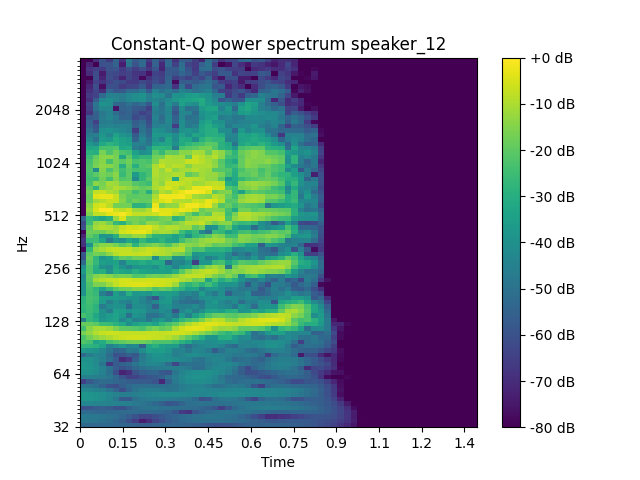 Constant-Q power spectrum speaker_12
Hz
2048
1024
512
256
128
64
32
0 0.15 0.3 0.45 0.6 0.75 0.9 1.1 1.2 1.4
Time
+0 dB
-10 dB
-20 dB
-30 dB
-40 dB
-50 dB
-60 dB
-70 dB
-80 dB